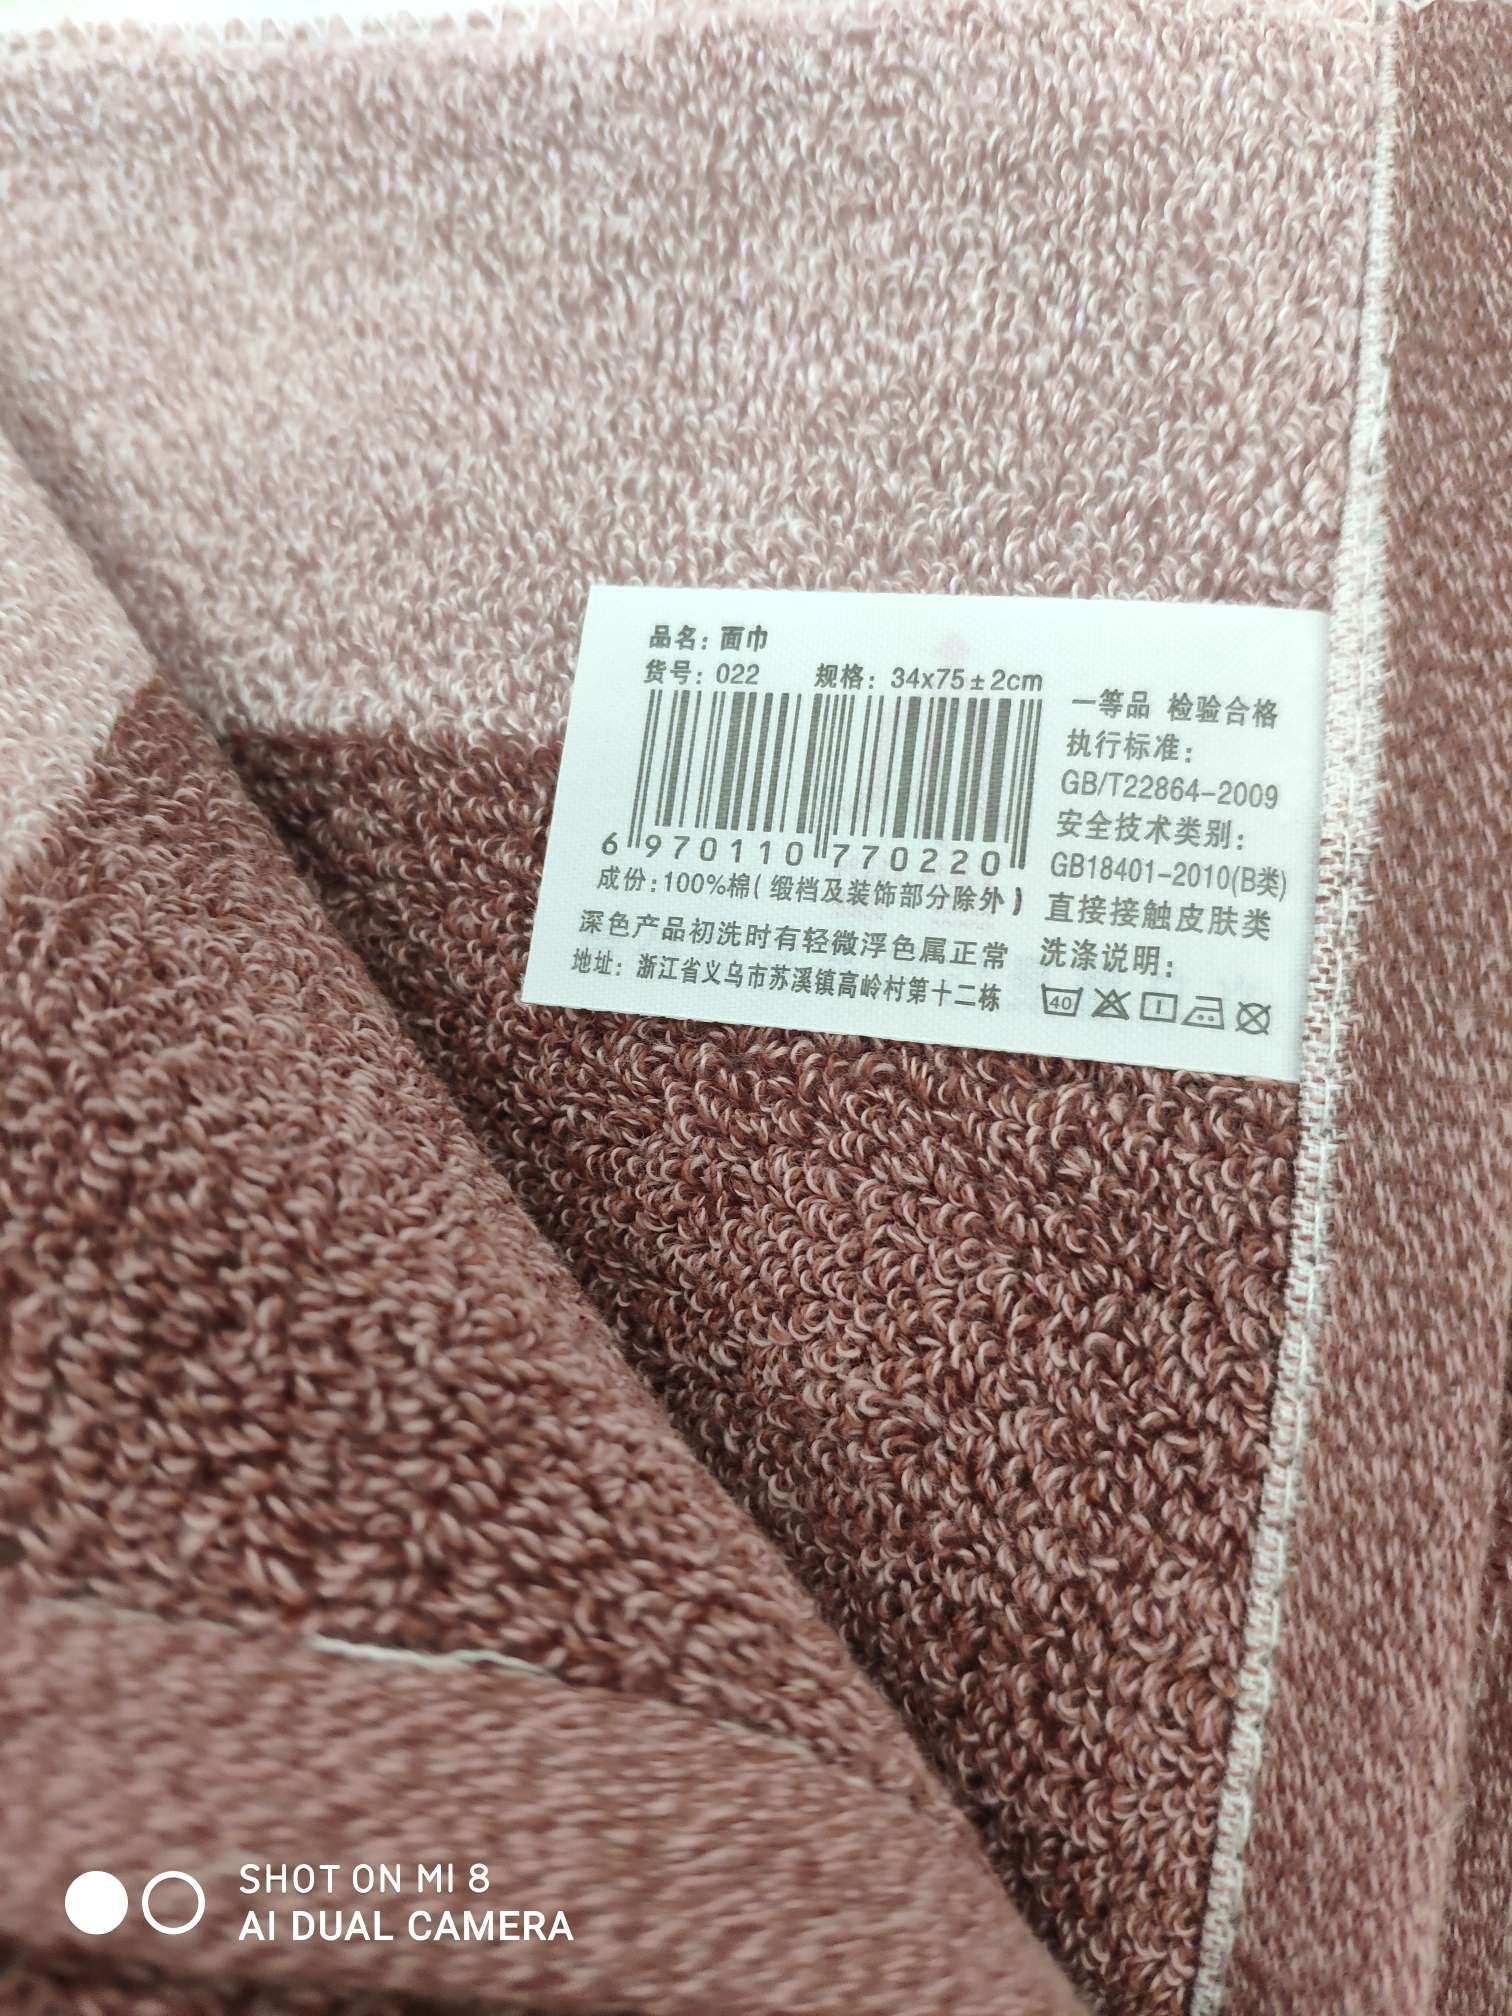 品名：面巾
货号：022 规格：34x75±2cm
6 970110 770220
成份：100%棉(缎档及装饰部分除外)
深色产品初洗时有轻微浮色属正常
地址：浙江省义乌市苏溪镇高岭村第十二栋
一等品 检验合格
执行标准：
GB/T22864-2009
安全技术类别：
GB18401-2010(B类)
直接接触皮肤类
洗涤说明：
40
SHOT ON MI 8
AI DUAL CAMERA